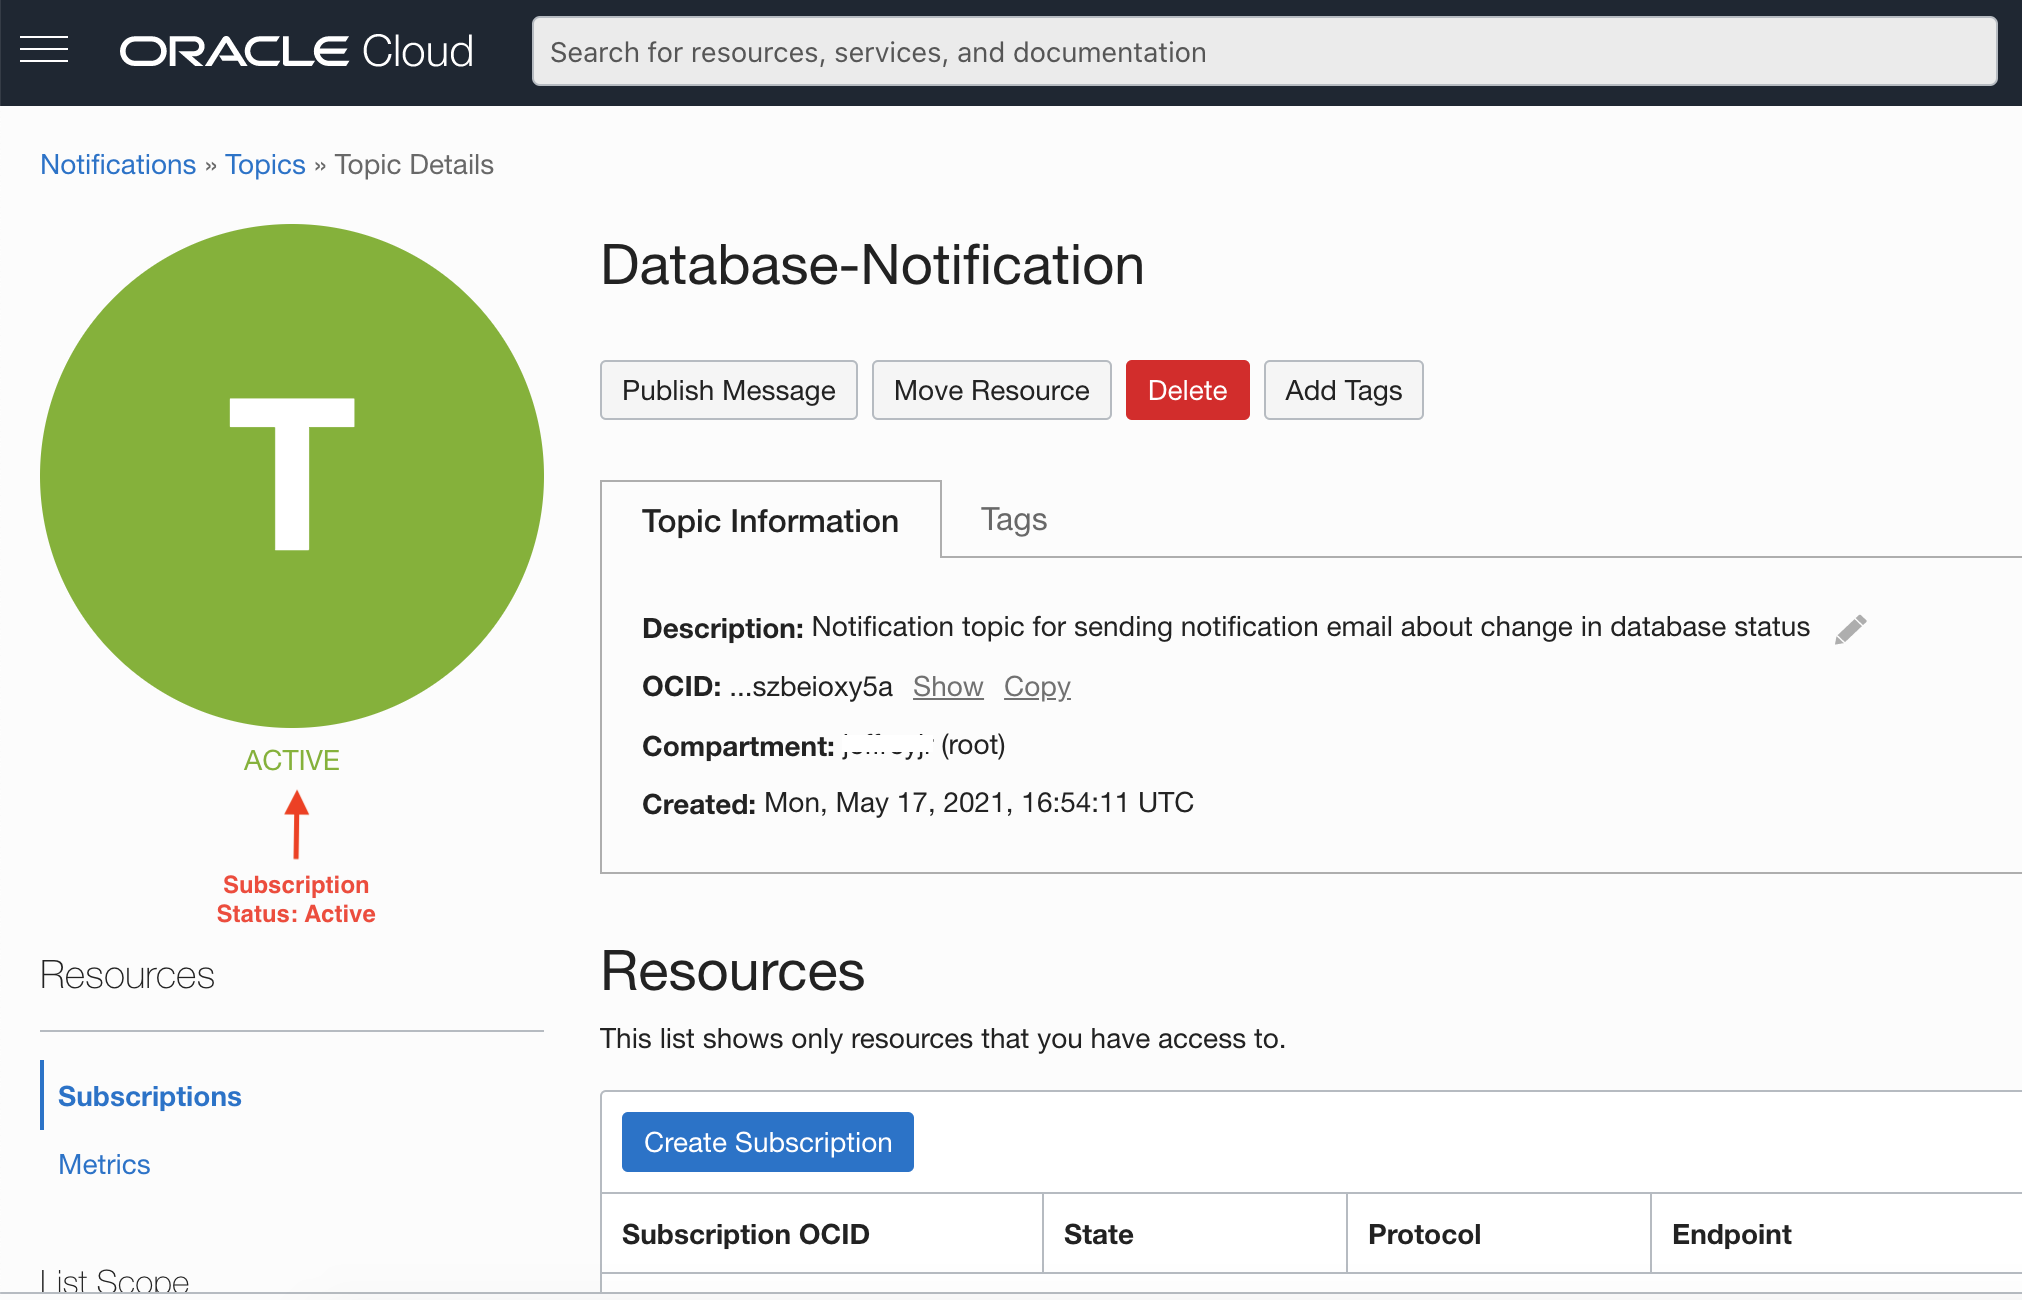 ORACLE Cloud
Search for resources, services, and documentation
Notifications » Topics » Topic Details
T
ACTIVE
Subscription
Status: Active
Database-Notification
Publish Message
Move Resource
Delete
Add Tags
Topic Information
Tags
Description: Notification topic for sending notification email about change in database status
OCID: ...szbeioxy5a Show Copy
Compartment: (root)
Created: Mon, May 17, 2021, 16:54:11 UTC
Resources
Subscriptions
Metrics
List Scope
Resources
This list shows only resources that you have access to.
Create Subscription
Subscription OCID
State
Protocol
Endpoint